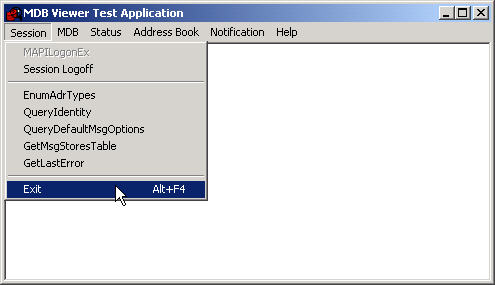 MDB Viewer Test Application
Session MDB Status Address Book Notification Help
MAPILogonEx
Session Logoff
EnumAdrTypes
QueryIdentity
QueryDefaultMsgOptions
GetMsgStoresTable
GetLastError
Exit Alt+F4